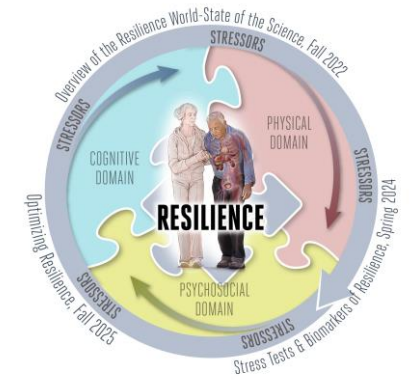 Overview of the Resilience World-State of the Science, Fall 2022
STRESSORS
STRESSORS
COGNITIVE
DOMAIN
PHYSICAL
DOMAIN
STRESSORS
RESILIENCE
PSYCHOSOCIAL
DOMAIN
STRESSORS
STRESSORS
Optimizing Resilience, Fall 2025
Stress Tests & Biomarkers of Resilience, Spring 2024